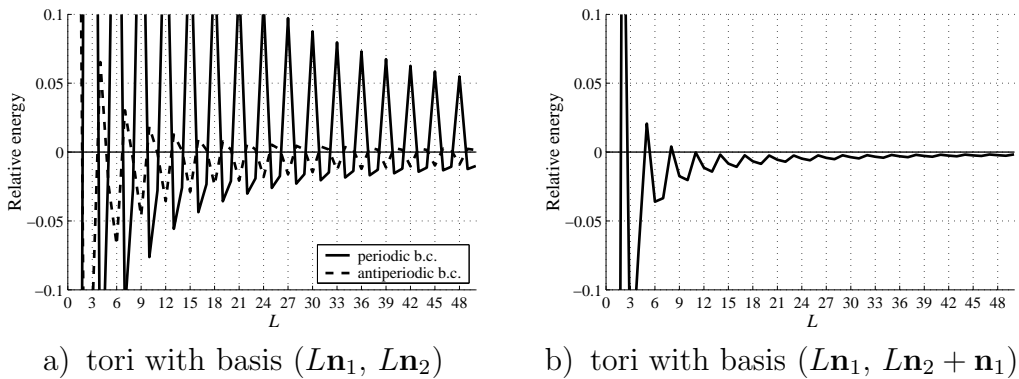 0.1
0.05
0
−0.05
−0.1
Relative energy
0 3 6 9 12 15 18 21 24 27 30 33 36 39 42 45 48
L
periodic b.c.
antiperiodic b.c.
a) tori with basis (Ln₁, Ln₂)
0.1
0.05
0
−0.05
−0.1
Relative energy
0 3 6 9 12 15 18 21 24 27 30 33 36 39 42 45 48
L
b) tori with basis (Ln₁, Ln₂ + n₁)